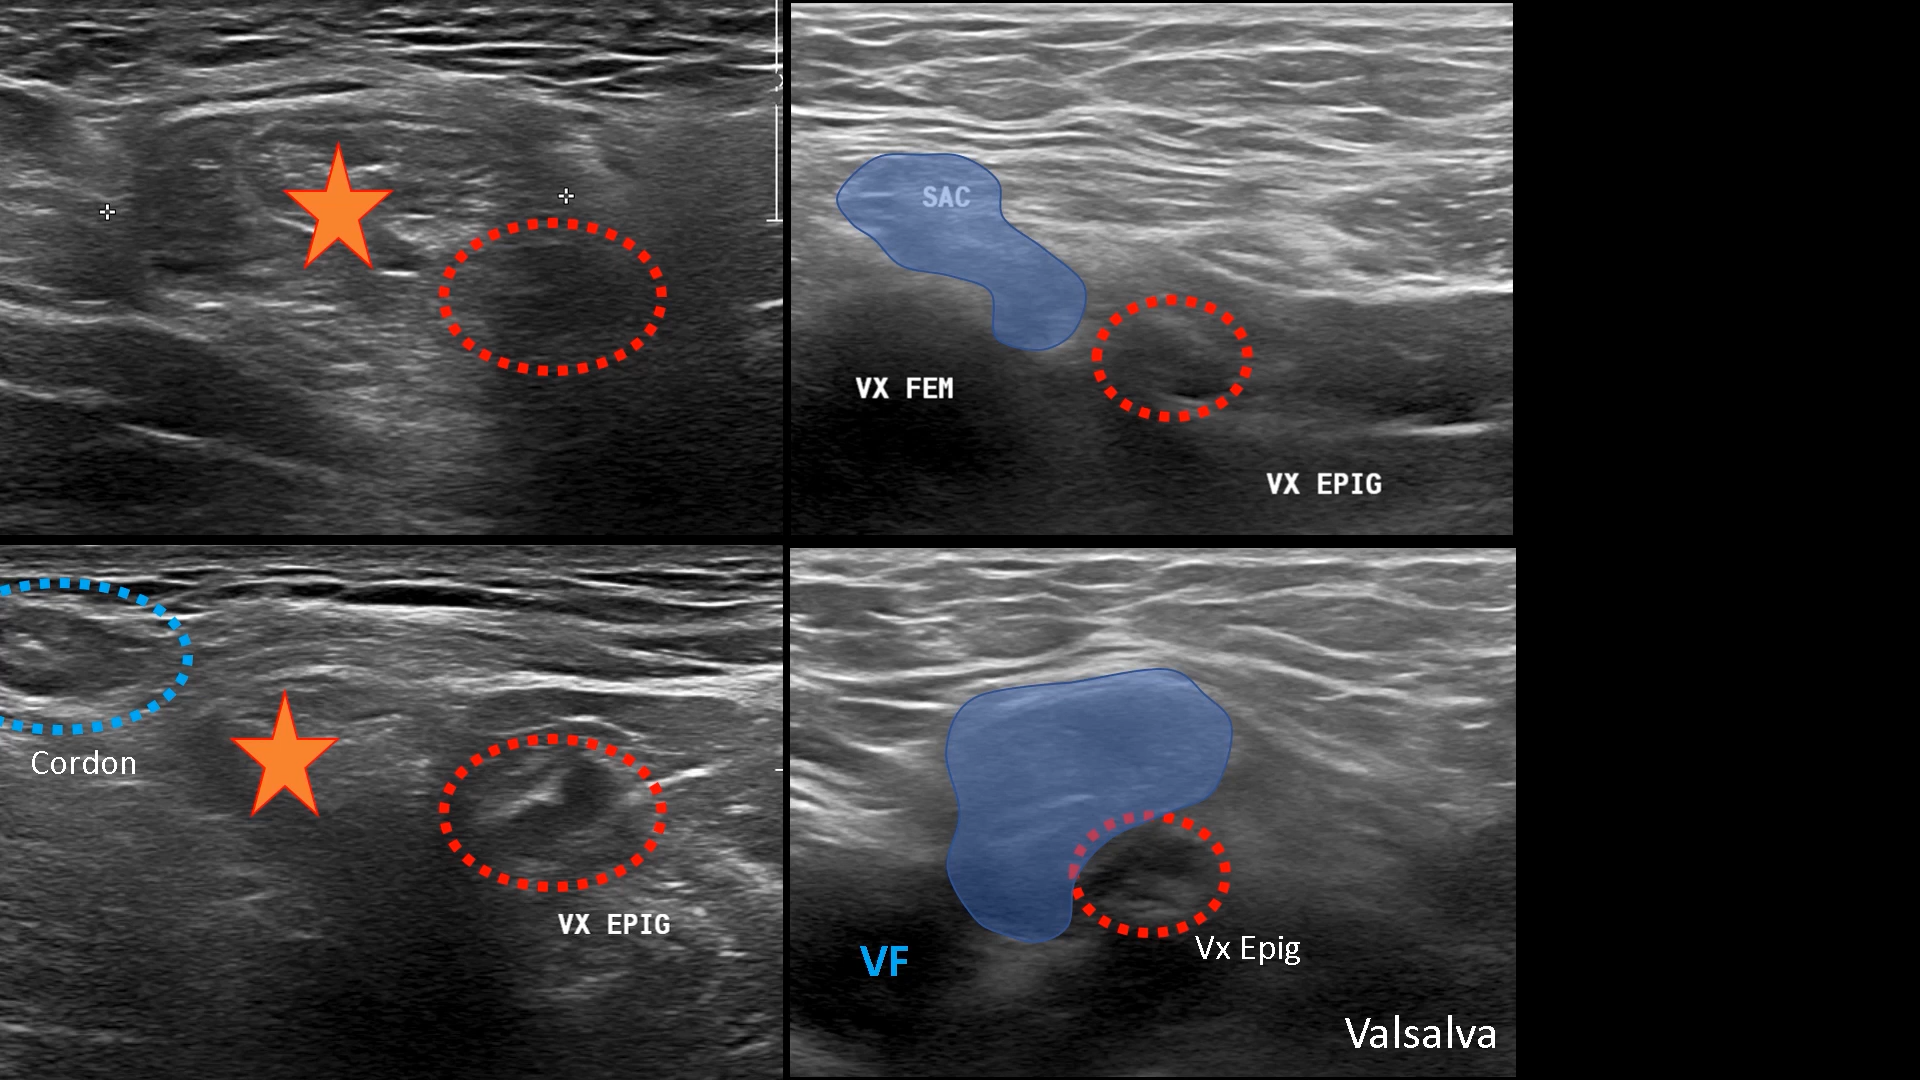 SAC
VX FEM
VX EPIG
Cordon
VX EPIG
VF
Vx Epig
Valsalva